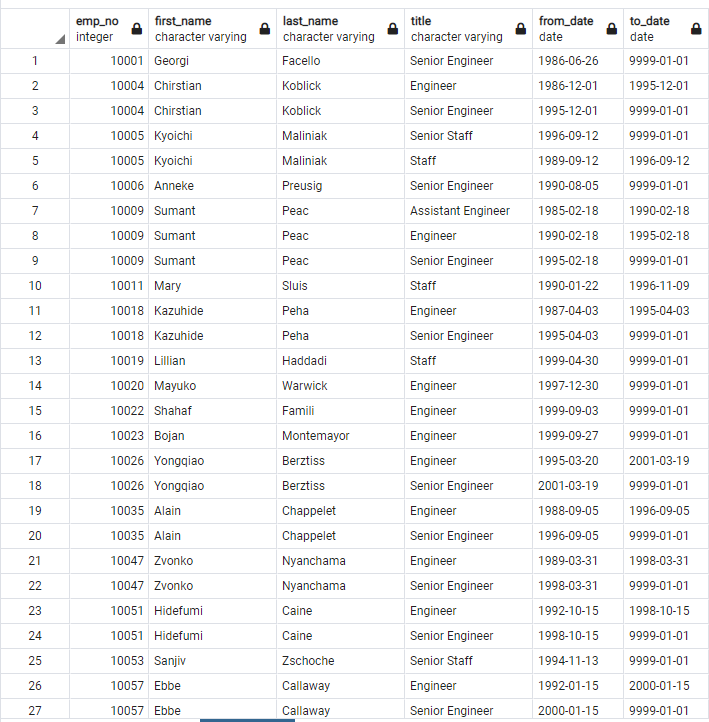 emp_no first_name last_name title from_date to_date
integer character varying character varying character varying date date
1 10001 Georgi Facello Senior Engineer 1986-06-26 9999-01-01
2 10004 Chirstian Koblick Engineer 1986-12-01 1995-12-01
3 10004 Chirstian Koblick Senior Engineer 1995-12-01 9999-01-01
4 10005 Kyoichi Maliniak Senior Staff 1996-09-12 9999-01-01
5 10005 Kyoichi Maliniak Staff 1989-09-12 1996-09-12
6 10006 Anneke Preusig Senior Engineer 1990-08-05 9999-01-01
7 10009 Sumant Peac Assistant Engineer 1985-02-18 1990-02-18
8 10009 Sumant Peac Engineer 1990-02-18 1995-02-18
9 10009 Sumant Peac Senior Engineer 1995-02-18 9999-01-01
10 10011 Mary Sluis Staff 1990-01-22 1996-11-09
11 10018 Kazuhide Peha Engineer 1987-04-03 1995-04-03
12 10018 Kazuhide Peha Senior Engineer 1995-04-03 9999-01-01
13 10019 Lillian Haddadi Staff 1999-04-30 9999-01-01
14 10020 Mayuko Warwick Engineer 1997-12-30 9999-01-01
15 10022 Shahaf Famili Engineer 1999-09-03 9999-01-01
16 10023 Bojan Montemayor Engineer 1999-09-27 9999-01-01
17 10026 Yongqiao Berztiss Engineer 1995-03-20 2001-03-19
18 10026 Yongqiao Berztiss Senior Engineer 2001-03-19 9999-01-01
19 10035 Alain Chappelet Engineer 1988-09-05 1996-09-05
20 10035 Alain Chappelet Senior Engineer 1996-09-05 9999-01-01
21 10047 Zvonko Nyanchama Engineer 1989-03-31 1998-03-31
22 10047 Zvonko Nyanchama Senior Engineer 1998-03-31 9999-01-01
23 10051 Hidefumi Caine Engineer 1992-10-15 1998-10-15
24 10051 Hidefumi Caine Senior Engineer 1998-10-15 9999-01-01
25 10053 Sanjiv Zschoche Senior Staff 1994-11-13 9999-01-01
26 10057 Ebbe Callaway Engineer 1992-01-15 2000-01-15
27 10057 Ebbe Callaway Senior Engineer 2000-01-15 9999-01-01